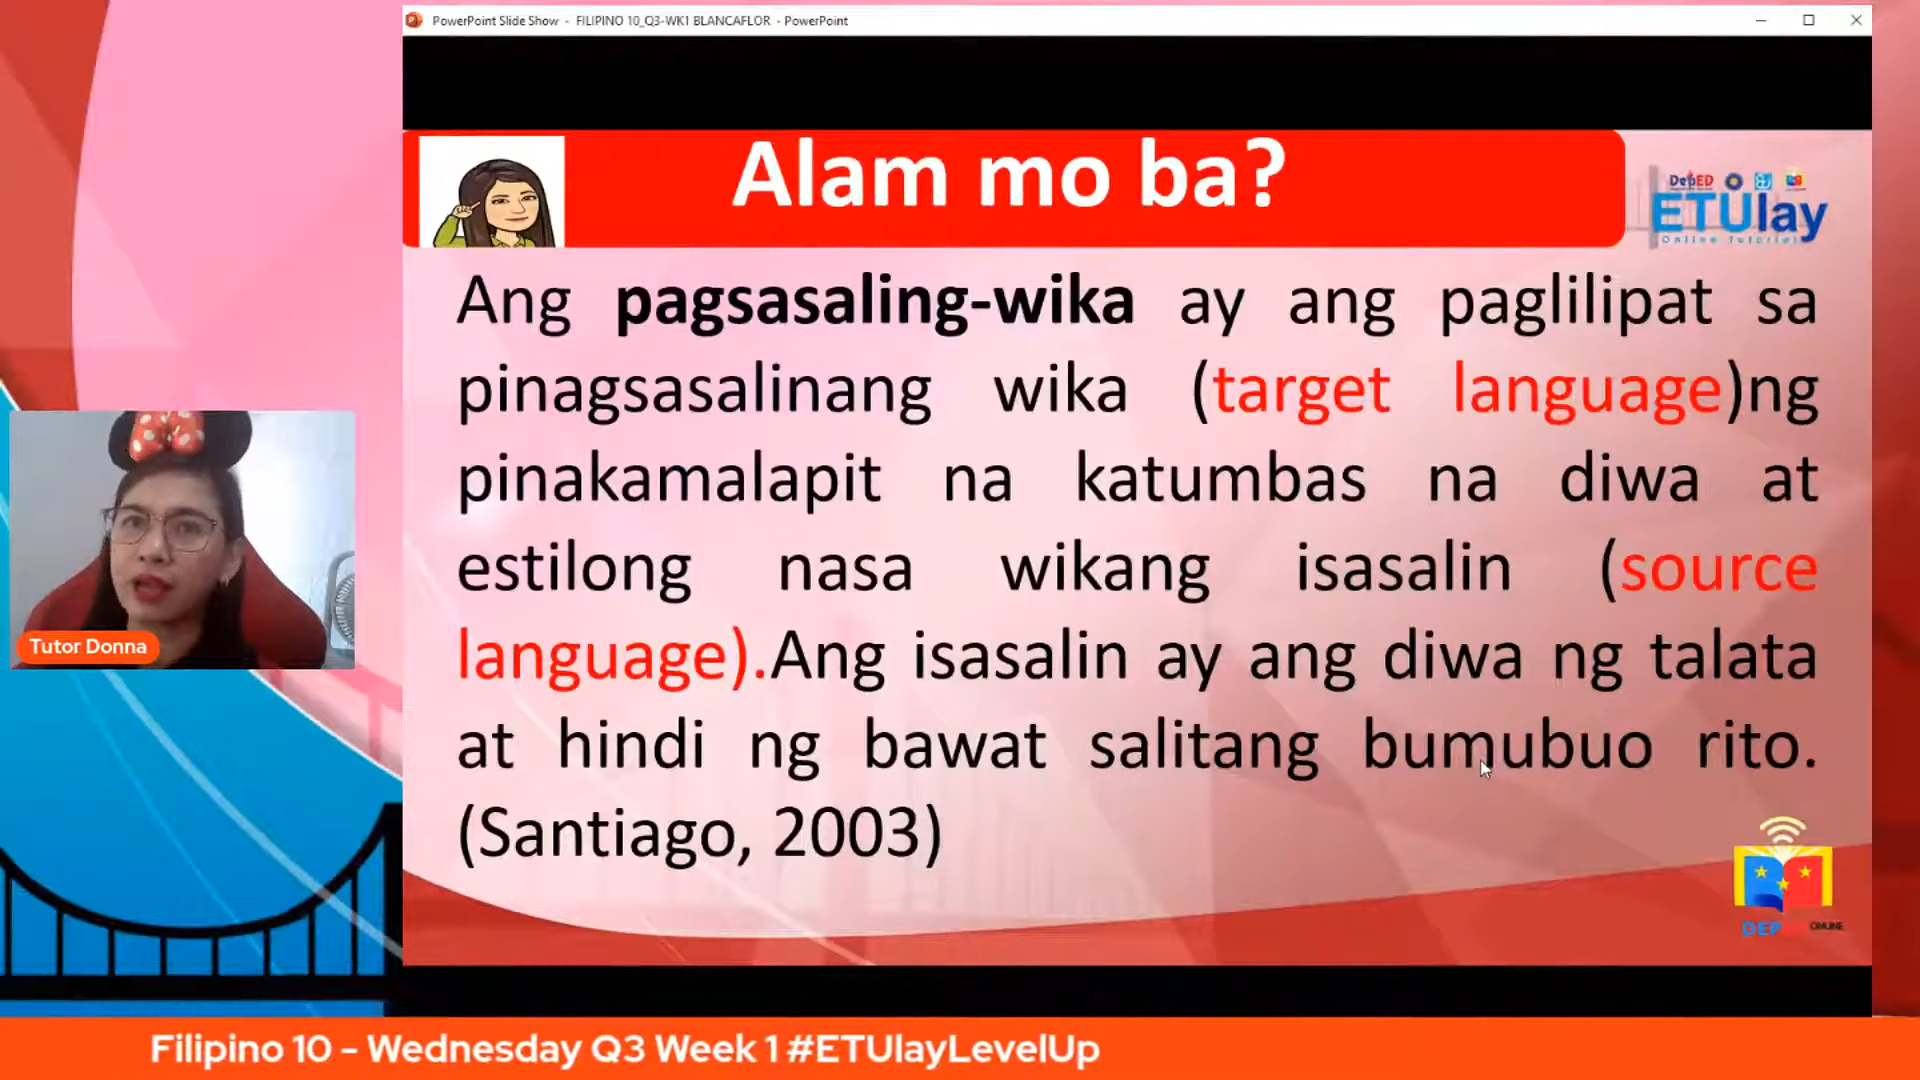 PowerPoint Slide Show - FILIPINO 10_Q3-WK1 BLANCAFLOR - PowerPoint
Alam mo ba?
DepED
ETUlay
Online Tutorial
Ang pagsasaling-wika ay ang paglilipat sa
pinagsasalinang wika (target language)ng
pinakamalapit na katumbas na diwa at
estilong nasa wikang isasalin (source
language).Ang isasalin ay ang diwa ng talata
at hindi ng bawat salitang bumubuo rito.
(Santiago, 2003)
Tutor Donna
ONLINE
Filipino 10 - Wednesday Q3 Week 1 #ETUlayLevelUp